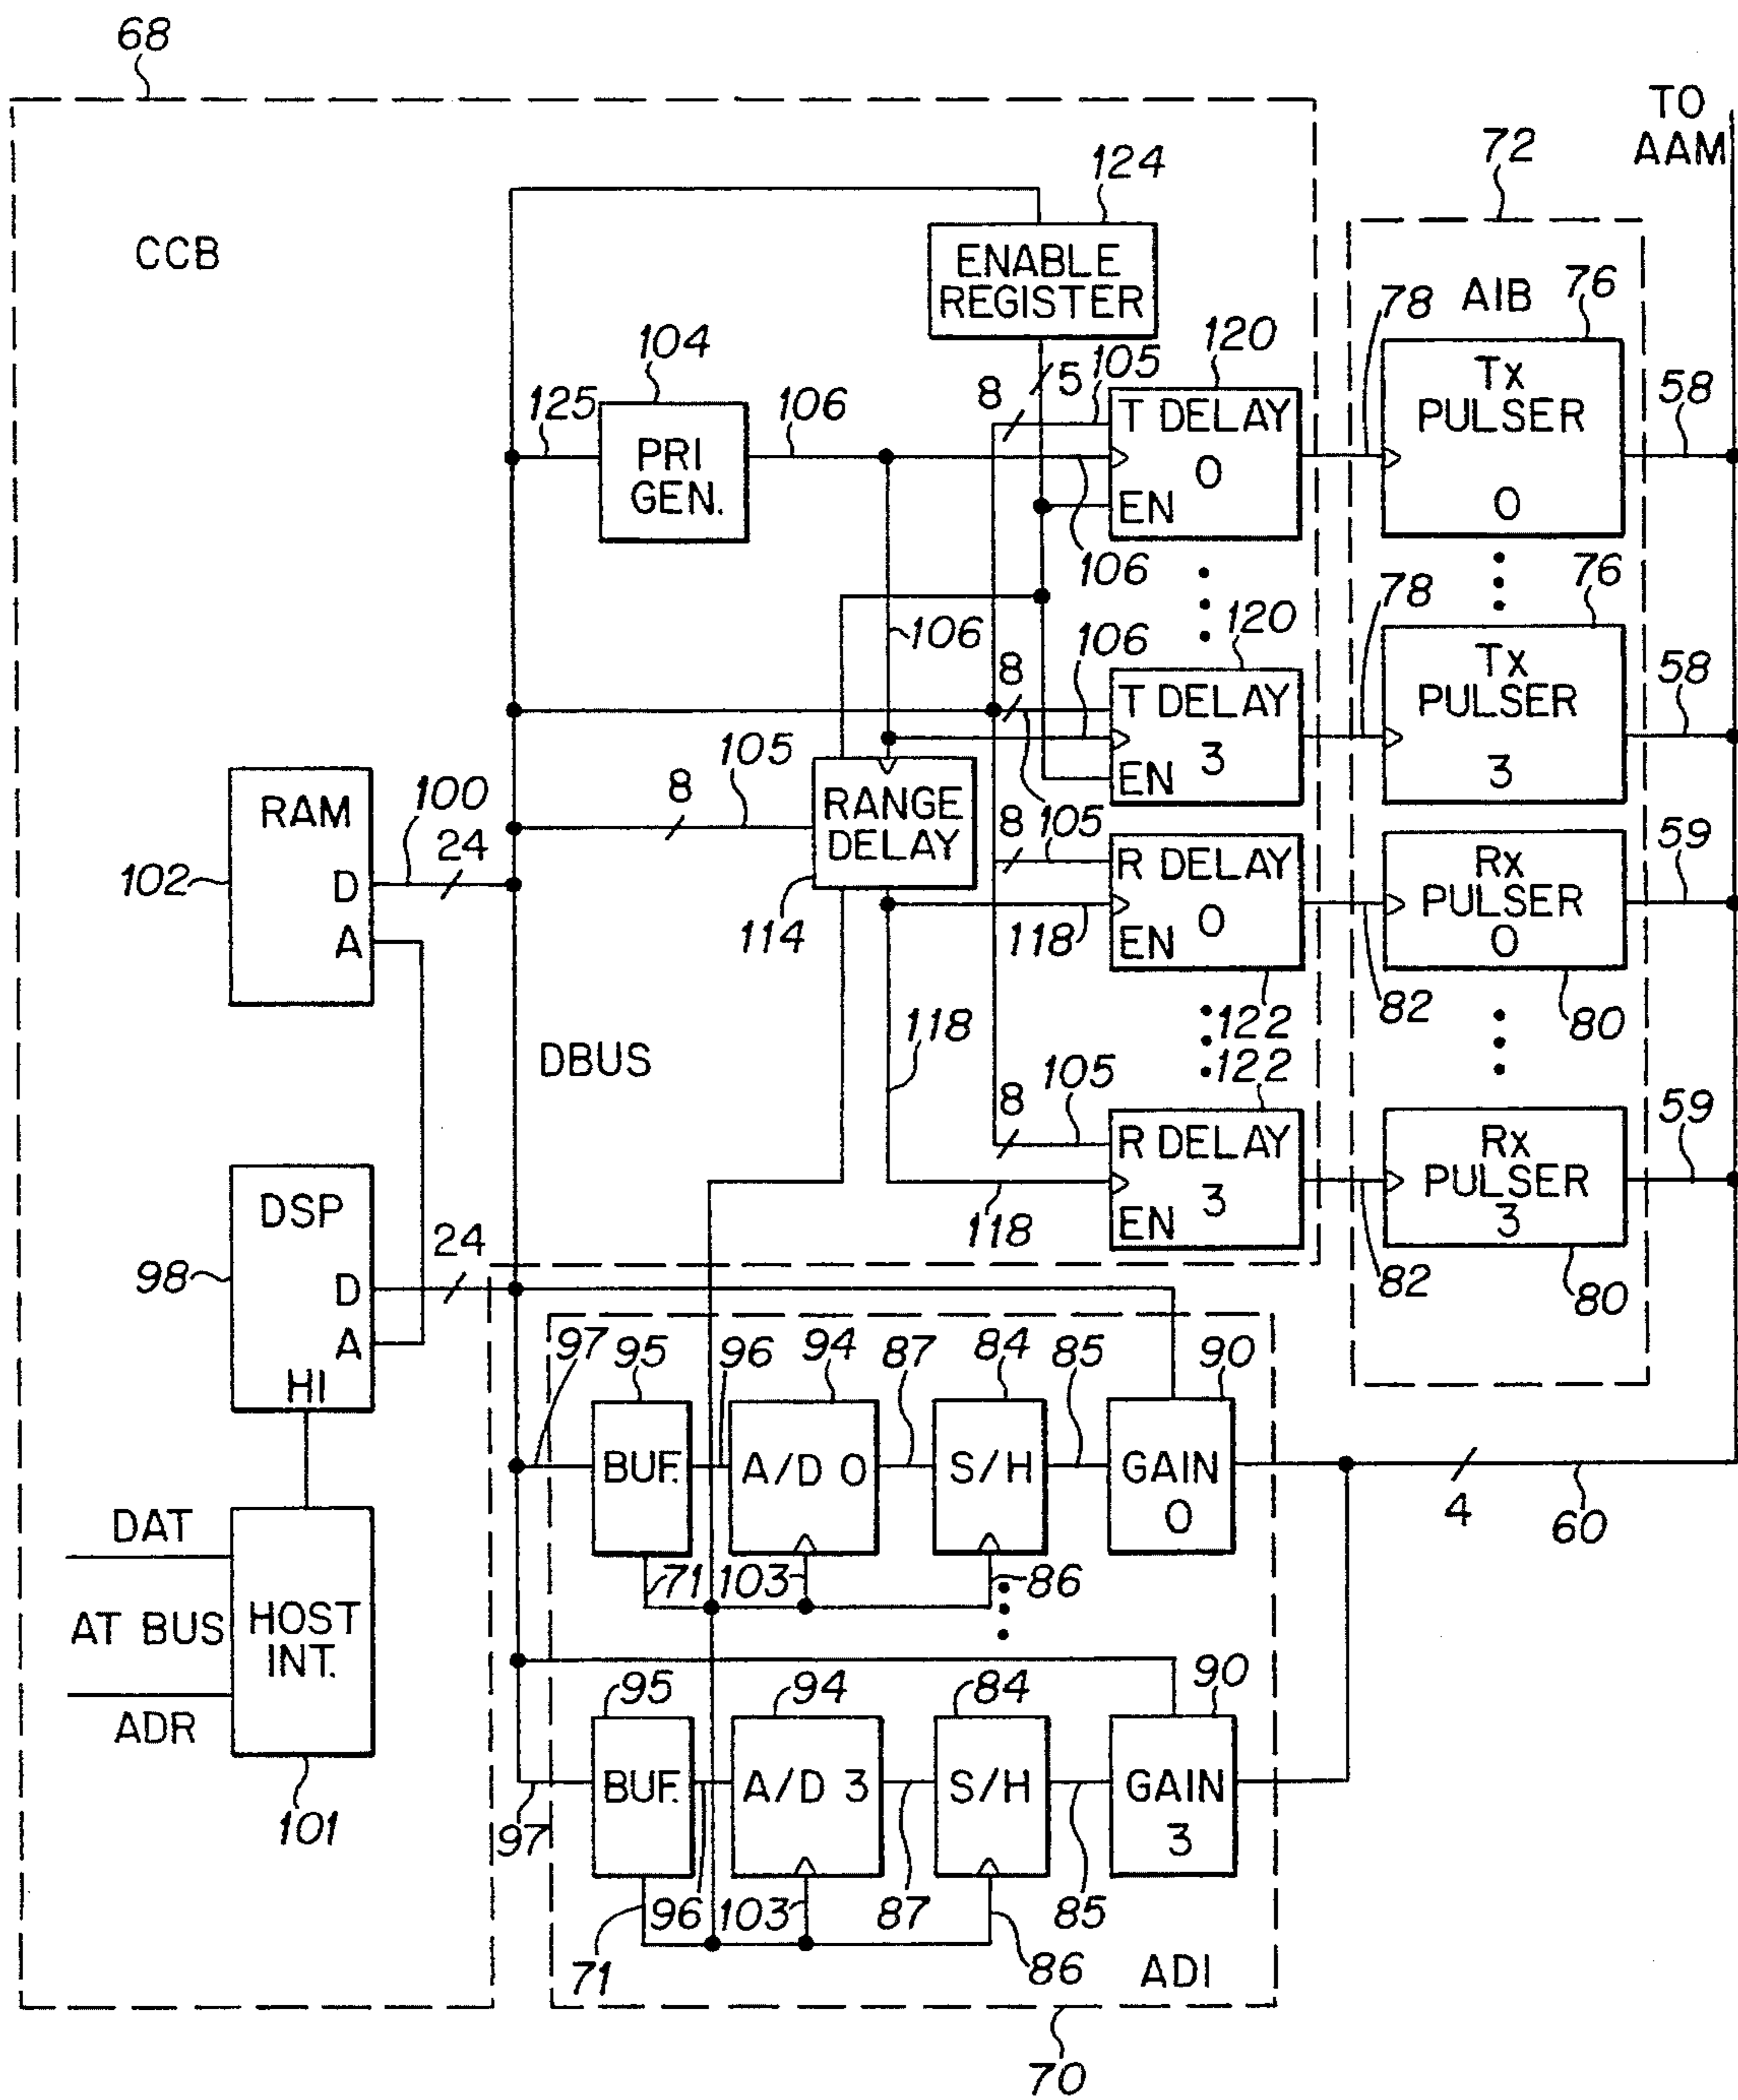 68
TO
AAM
72
124
CCB
ENABLE
REGISTER
AIB
76
78
104
120
105
5
8
125
106
T DELAY
0
EN
Tx
PULSER
0
58
PRI
GEN.
106
76
78
120
106
106
8
T DELAY
3
EN
Tx
PULSER
3
58
105
105
8
RANGE
DELAY
8
105
RAM
D
A
100
24
102
R DELAY
0
EN
Rx
PULSER
0
59
114
118
82
80
122
118
DBUS
122
105
8
R DELAY
3
EN
Rx
PULSER
3
59
118
82
80
DSP
D
A
HI
24
98
97
95
96
94
87
84
85
90
BUF.
A/D 0
S/H
GAIN
0
4
60
71
103
86
DAT
AT BUS
ADR
HOST
INT.
101
95
94
84
90
BUF.
A/D 3
S/H
GAIN
3
97
96
103
87
85
71
86
ADI
70